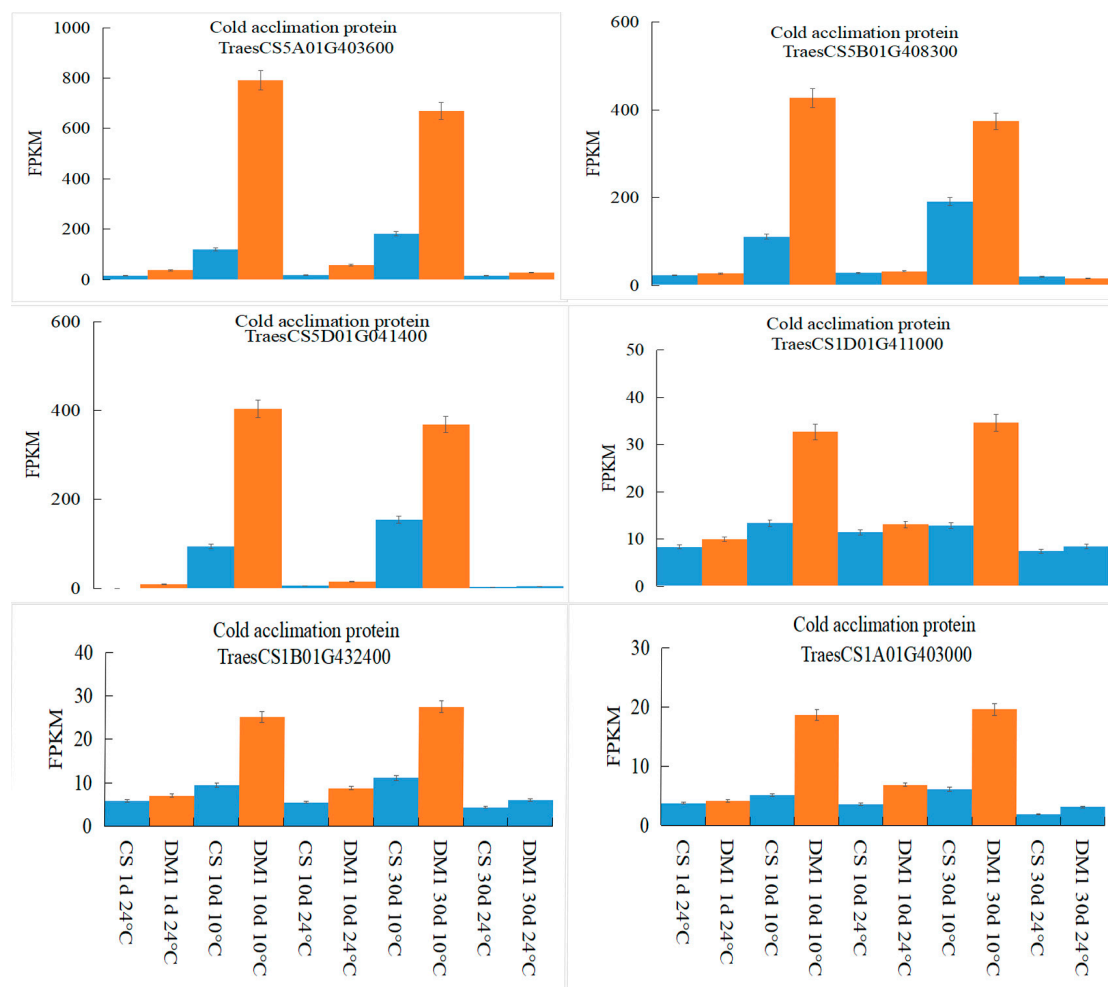 Cold acclimation protein
TraesCS5A01G403600
1000
800
600
400
200
0
FPKM
Cold acclimation protein
TraesCS5B01G408300
600
400
200
0
FPKM
Cold acclimation protein
TraesCS5D01G041400
600
400
200
0
FPKM
Cold acclimation protein
TraesCS1D01G411000
50
40
30
20
10
0
FPKM
Cold acclimation protein
TraesCS1B01G432400
40
30
20
10
0
FPKM
CS 1d 24°C
DM1 1d 24°C
CS 10d 10°C
DM1 10d 10°C
CS 10d 24°C
DM1 10d 24°C
CS 30d 10°C
DM1 30d 10°C
CS 30d 24°C
DM1 30d 24°C
Cold acclimation protein
TraesCS1A01G403000
30
20
10
0
FPKM
CS 1d 24°C
DM1 1d 24°C
CS 10d 10°C
DM1 10d 10°C
CS 10d 24°C
DM1 10d 24°C
CS 30d 10°C
DM1 30d 10°C
CS 30d 24°C
DM1 30d 24°C